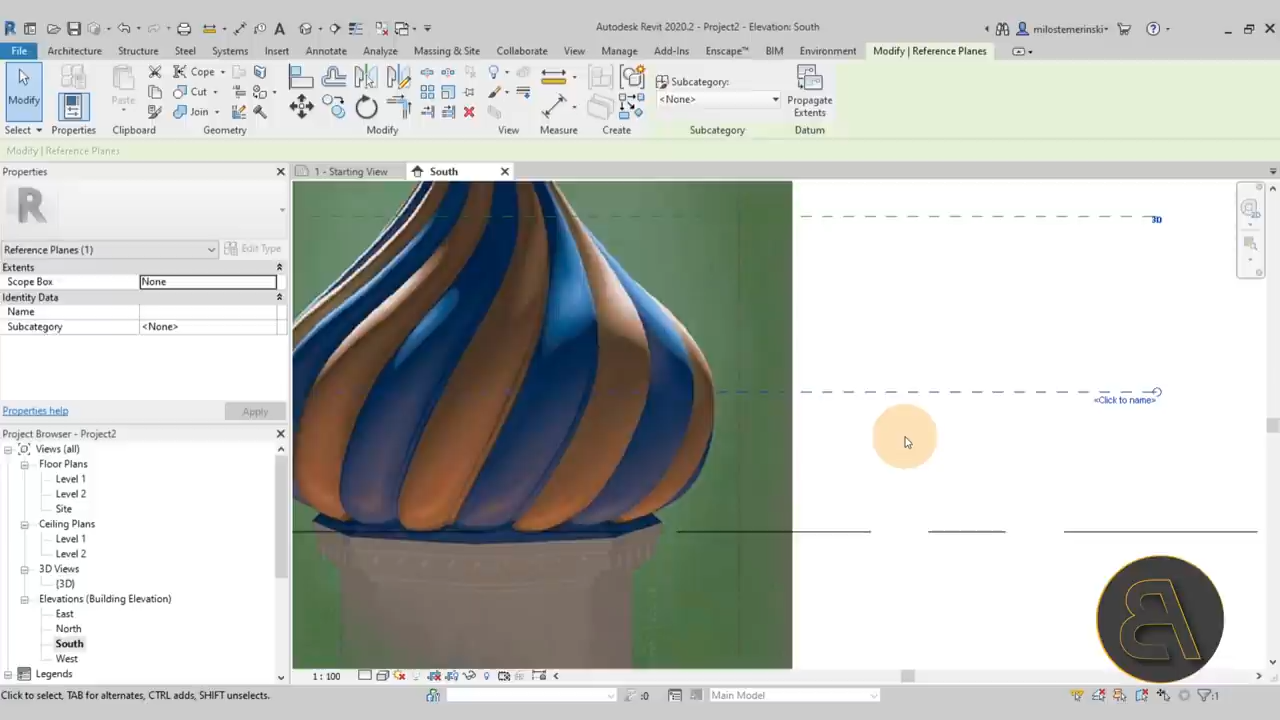 Autodesk Revit 2020.2 - Project2 - Elevation: South
milostemerinski
File
Architecture
Structure
Steel
Systems
Insert
Annotate
Analyze
Massing & Site
Collaborate
View
Manage
Add-Ins
Enscape™
BIM
Environment
Modify | Reference Planes
Modify
Paste
Cope
Cut
Join
Subcategory:
<None>
Propagate
Extents
Select
Properties
Clipboard
Geometry
Modify
View
Measure
Create
Subcategory
Datum
Modify | Reference Planes
Properties
1 - Starting View
South
R
Reference Planes (1)
Edit Type
Extents
Scope Box
None
Identity Data
Name
Subcategory
<None>
Properties help
Apply
Project Browser - Project2
Views (all)
Floor Plans
Level 1
Level 2
Site
Ceiling Plans
Level 1
Level 2
3D Views
{3D}
Elevations (Building Elevation)
East
North
South
West
Legends
3D
<Click to name>
2D
1 : 100
Click to select, TAB for alternates, CTRL adds, SHIFT unselects.
:0
Main Model
:1